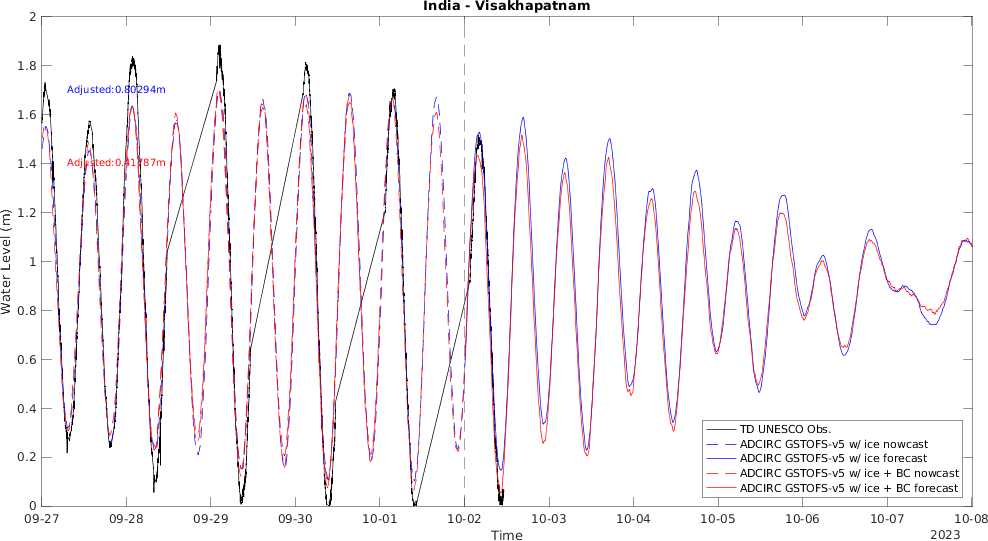 India - Visakhapatnam
Water Level (m)
2
1.8
1.6
1.4
1.2
1
0.8
0.6
0.4
0.2
0
Adjusted:0.80294m
Adjusted:0.41787m
TD UNESCO Obs.
ADCIRC GSTOFS-v5 w/ ice nowcast
ADCIRC GSTOFS-v5 w/ ice forecast
ADCIRC GSTOFS-v5 w/ ice + BC nowcast
ADCIRC GSTOFS-v5 w/ ice + BC forecast
09-27 09-28 09-29 09-30 10-01 10-02 10-03 10-04 10-05 10-06 10-07 10-08
Time
2023